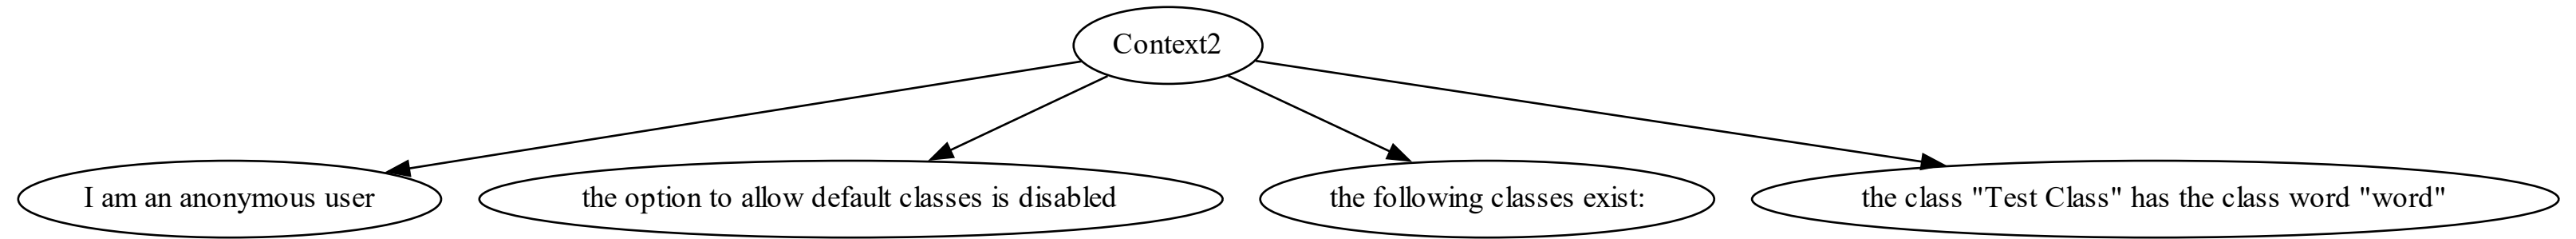 Context2
I am an anonymous user
the option to allow default classes is disabled
the following classes exist:
the class "Test Class" has the class word "word"